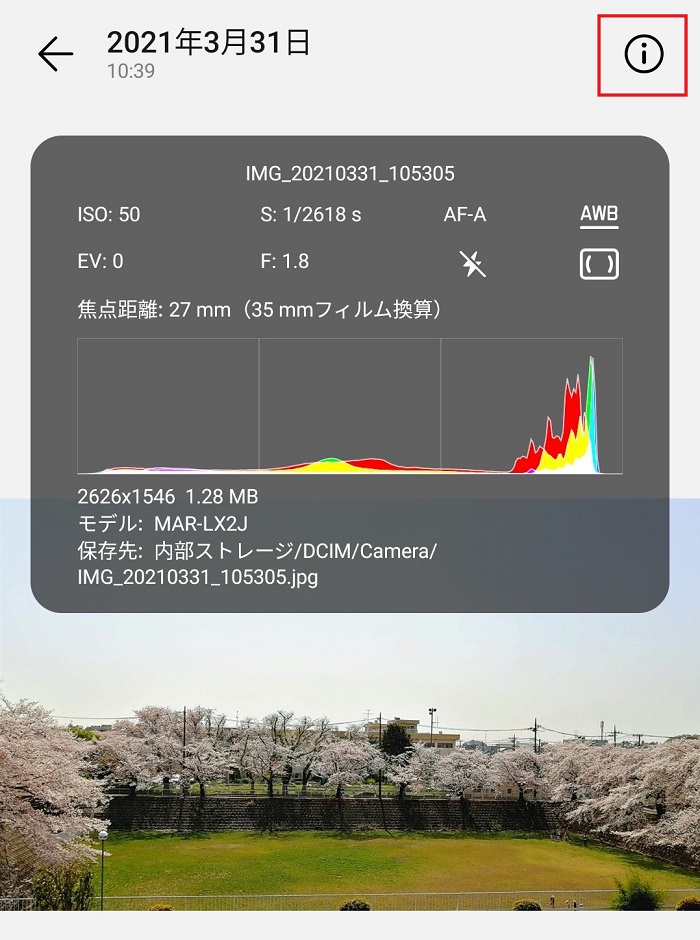 2021年3月31日
10:39
IMG_20210331_105305
ISO: 50 S: 1/2618 s AF-A AWB
EV: 0 F: 1.8
焦点距離: 27 mm（35 mmフィルム換算）
2626x1546 1.28 MB
モデル: MAR-LX2J
保存先: 内部ストレージ/DCIM/Camera/
IMG_20210331_105305.jpg